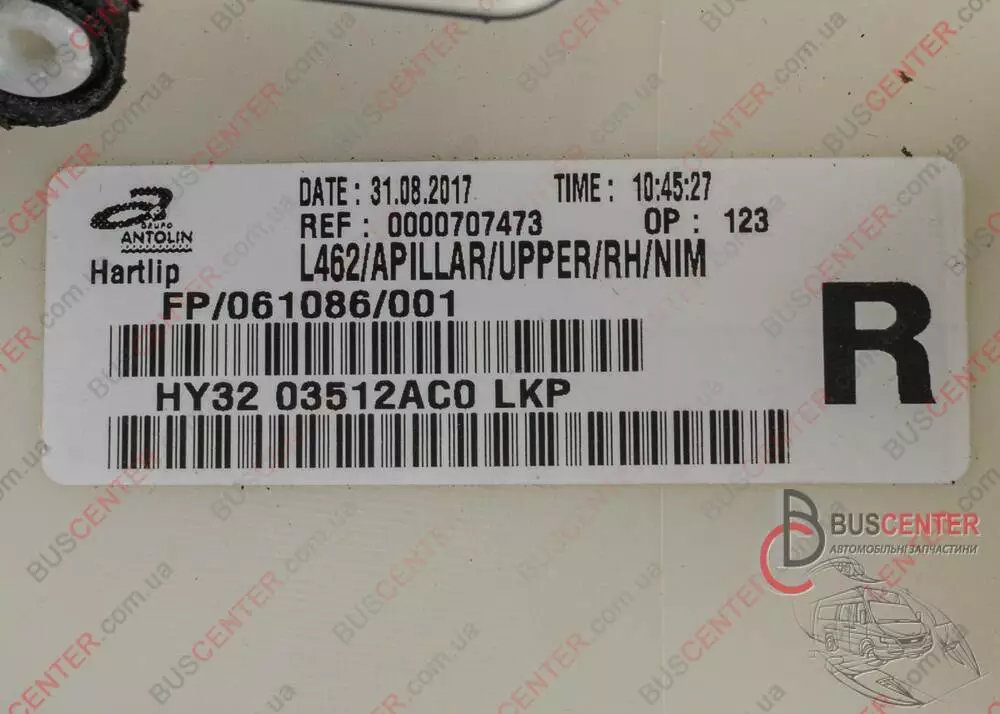 DATE : 31.08.2017 TIME : 10:45:27
REF : 0000707473 OP : 123
GRUPO
ANTOLIN
Hartlip
L462/APILLAR/UPPER/RH/NIM
FP/061086/001
R
HY32 03512AC0 LKP
BUSCENTER
АВТОМОБІЛЬНІ ЗАПЧАСТИНИ
BUSCENTER.com.ua